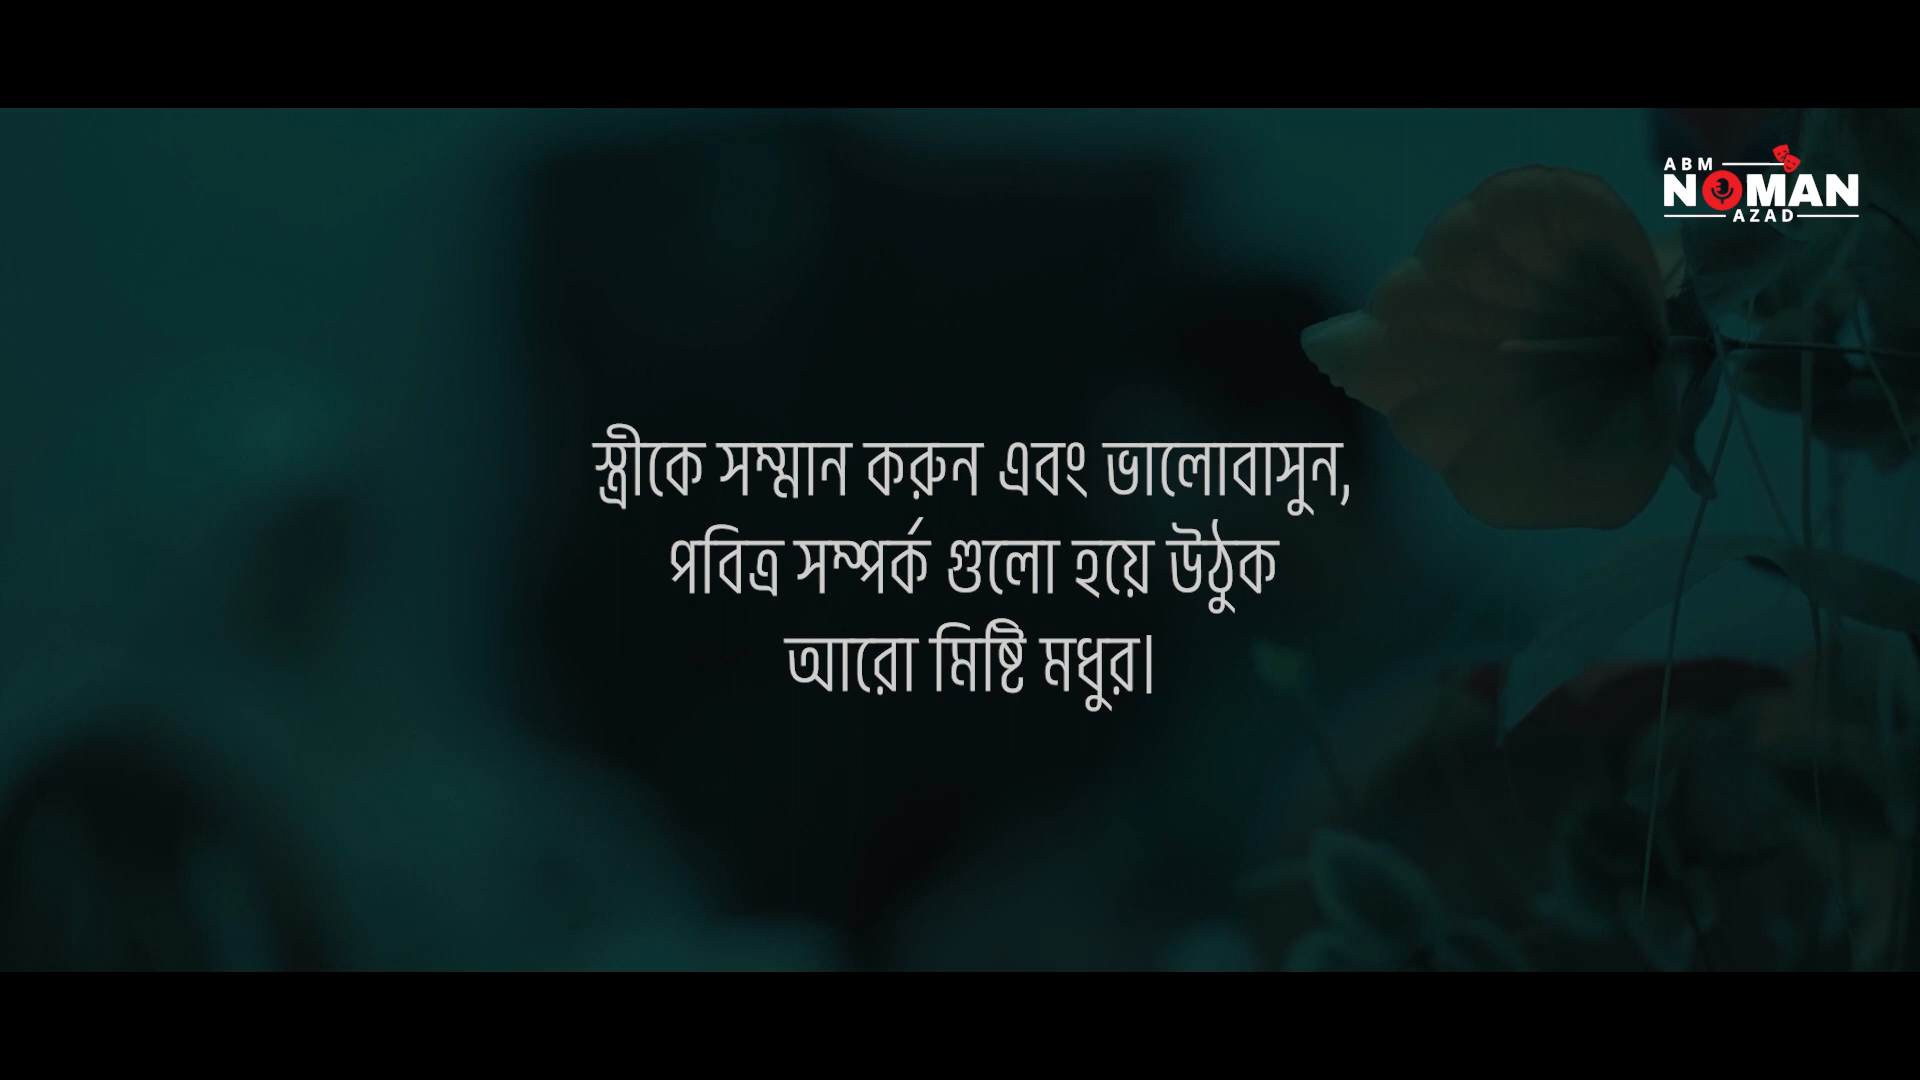 ABM
NOMAN
AZAD
স্ত্রীকে সম্মান করুন এবং ভালোবাসুন,
পবিত্র সম্পর্ক গুলো হয়ে উঠুক
আরো মিষ্টি মধুর।